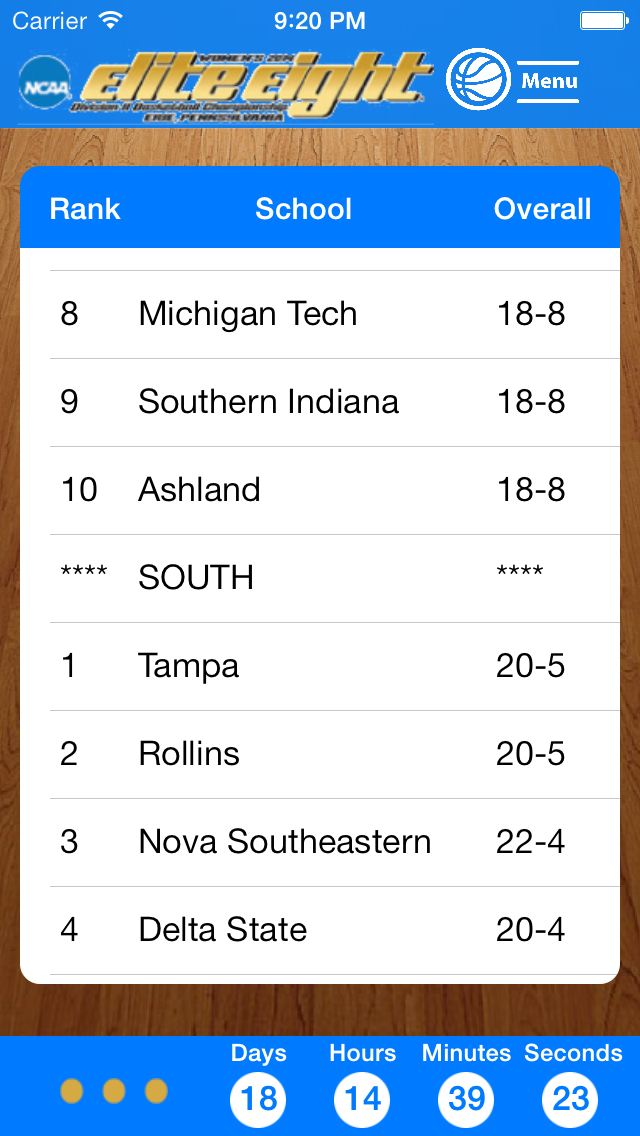 Carrier 9:20 PM
WOMEN'S 2014
NCAA elite eight
Division II Basketball Championship
ERIE, PENNSYLVANIA
Menu
Rank School Overall
8 Michigan Tech 18-8
9 Southern Indiana 18-8
10 Ashland 18-8
**** SOUTH ****
1 Tampa 20-5
2 Rollins 20-5
3 Nova Southeastern 22-4
4 Delta State 20-4
Days Hours Minutes Seconds
18 14 39 23